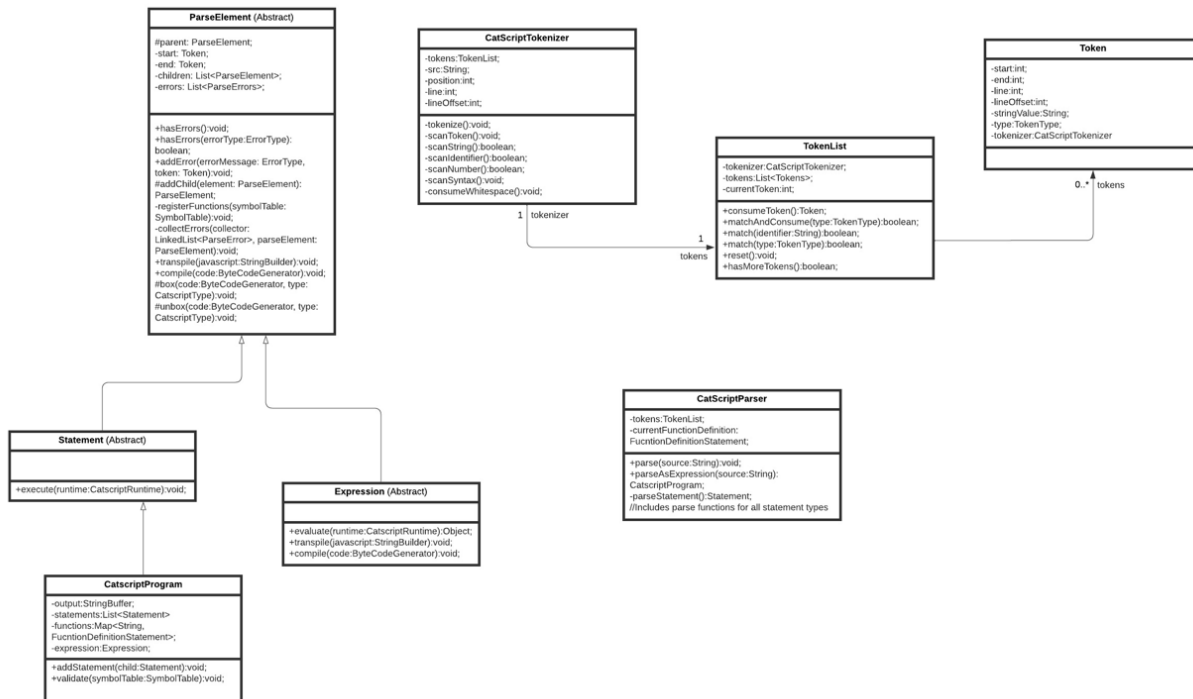 ParseElement (Abstract)
#parent: ParseElement;
-start: Token;
-end: Token;
-children: List<ParseElement>;
-errors: List<ParseErrors>;
+hasErrors():void;
+hasErrors(errorType:ErrorType):
boolean;
+addError(errorMessage: ErrorType,
token: Token):void;
#addChild(element: ParseElement):
ParseElement;
-registerFunctions(symbolTable:
SymbolTable):void;
-collectErrors(collector:
LinkedList<ParseError>, parseElement:
ParseElement):void;
+transpile(javascript:StringBuilder):void;
+compile(code:ByteCodeGenerator):void;
#box(code:ByteCodeGenerator, type:
CatscriptType):void;
#unbox(code:ByteCodeGenerator, type:
CatscriptType):void;
CatScriptTokenizer
-tokens:TokenList;
-src:String;
-position:int;
-line:int;
-lineOffset:int;
-tokenize():void;
-scanToken():void;
-scanString():boolean;
-scanIdentifier():boolean;
-scanNumber():boolean;
-scanSyntax():void;
-consumeWhitespace():void;
1 tokenizer
1
tokens
TokenList
-tokenizer:CatScriptTokenizer;
-tokens:List<Tokens>;
-currentToken:int;
+consumeToken():Token;
+matchAndConsume(type:TokenType):boolean;
+match(identifier:String):boolean;
+match(type:TokenType):boolean;
+reset():void;
+hasMoreTokens():boolean;
Token
-start:int;
-end:int;
-line:int;
-lineOffset:int;
-stringValue:String;
-type:TokenType;
-tokenizer:CatScriptTokenizer
0..* tokens
Statement (Abstract)
+execute(runtime:CatscriptRuntime):void;
Expression (Abstract)
+evaluate(runtime:CatscriptRuntime):Object;
+transpile(javascript:StringBuilder):void;
+compile(code:ByteCodeGenerator):void;
CatScriptParser
-tokens:TokenList;
-currentFunctionDefinition:
FucntionDefinitionStatement;
+parse(source:String):void;
+parseAsExpression(source:String):
CatscriptProgram;
-parseStatement():Statement;
//Includes parse functions for all statement types
CatscriptProgram
-output:StringBuffer;
-statements:List<Statement>
-functions:Map<String,
FucntionDefinitionStatement>;
-expression:Expression;
+addStatement(child:Statement):void;
+validate(symbolTable:SymbolTable):void;